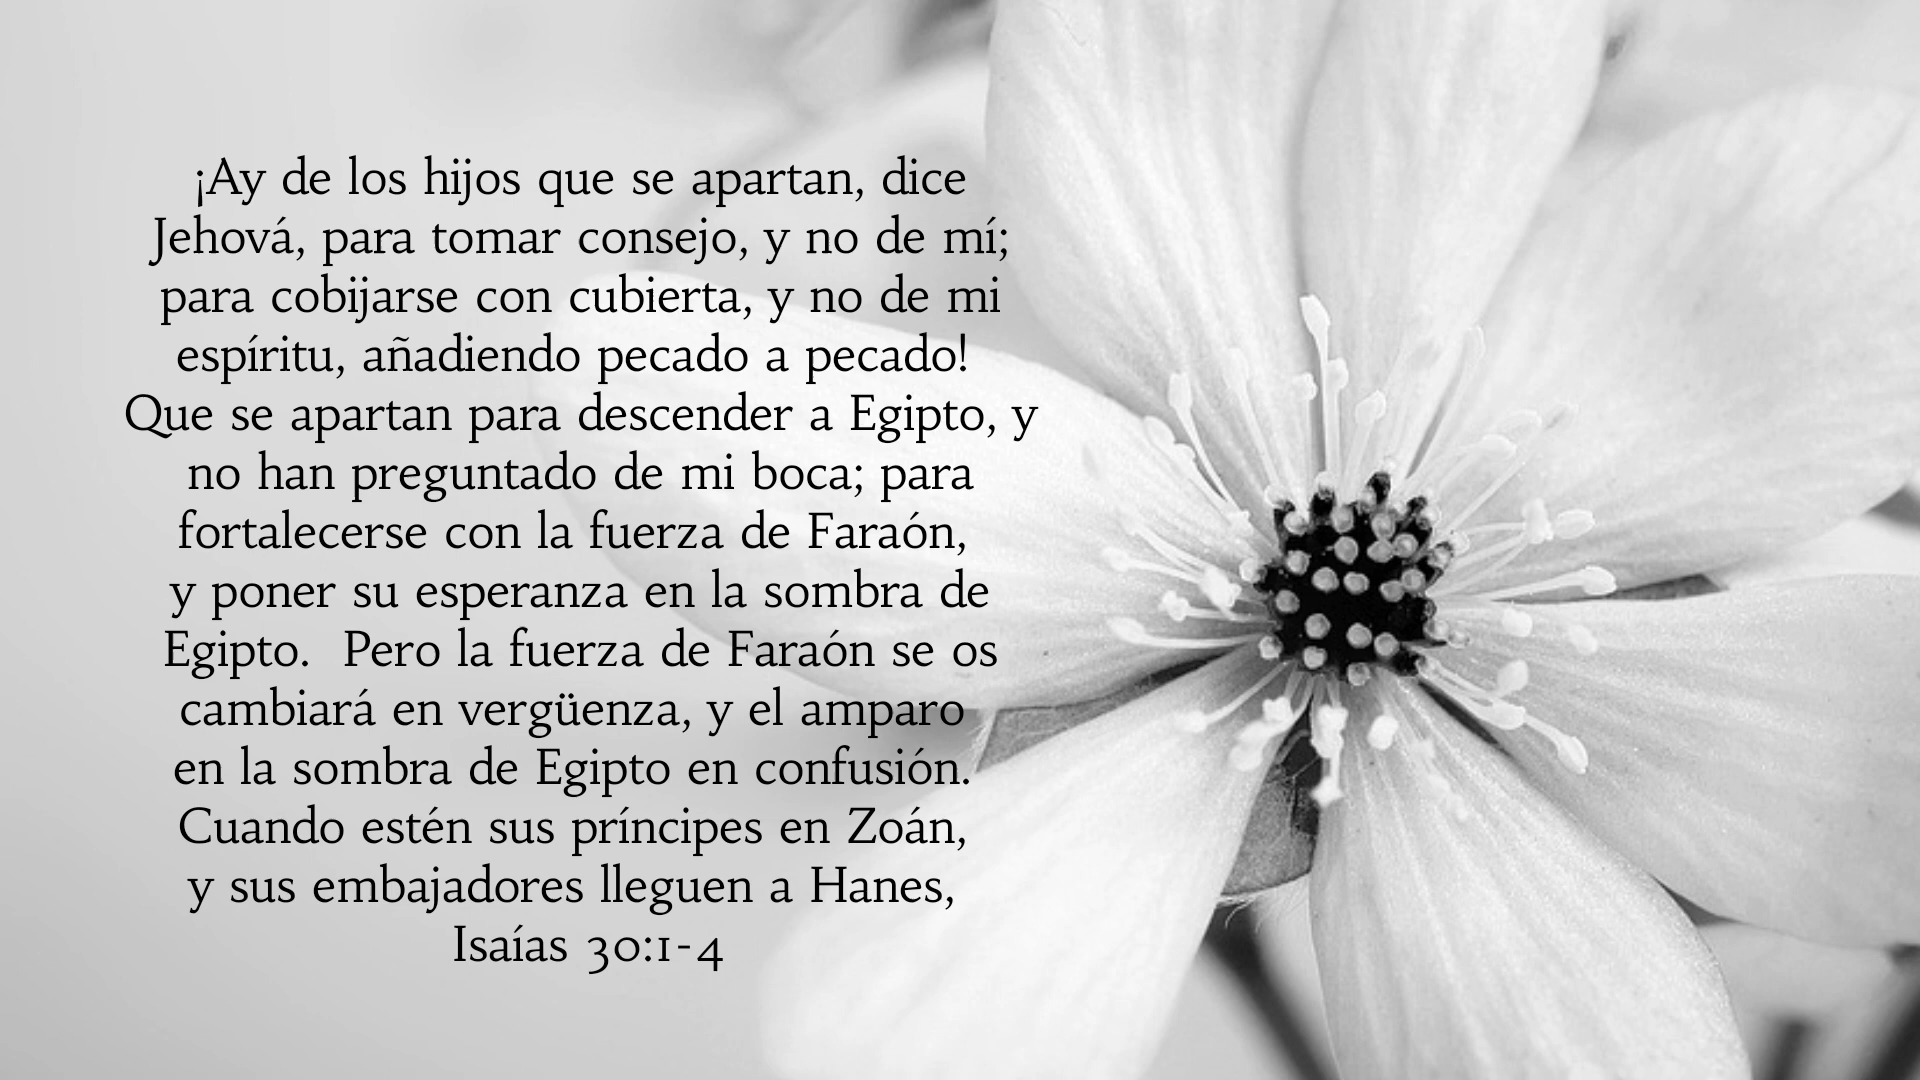 ¡Ay de los hijos que se apartan, dice
Jehová, para tomar consejo, y no de mí;
para cobijarse con cubierta, y no de mi
espíritu, añadiendo pecado a pecado!
Que se apartan para descender a Egipto, y
no han preguntado de mi boca; para
fortalecerse con la fuerza de Faraón,
y poner su esperanza en la sombra de
Egipto.  Pero la fuerza de Faraón se os
cambiará en vergüenza, y el amparo
en la sombra de Egipto en confusión.
Cuando estén sus príncipes en Zoán,
y sus embajadores lleguen a Hanes,
Isaías 30:1-4